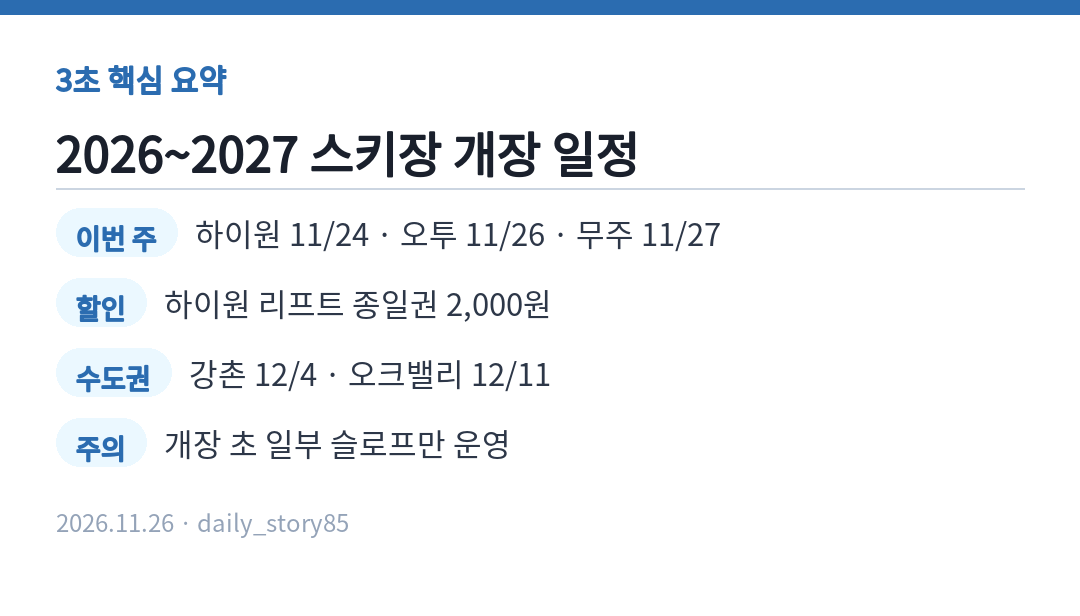 3초 핵심 요약
2026~2027 스키장 개장 일정
이번 주 하이원 11/24 · 오투 11/26 · 무주 11/27
할인 하이원 리프트 종일권 2,000원
수도권 강촌 12/4 · 오크밸리 12/11
주의 개장 초 일부 슬로프만 운영
2026.11.26 · daily_story85